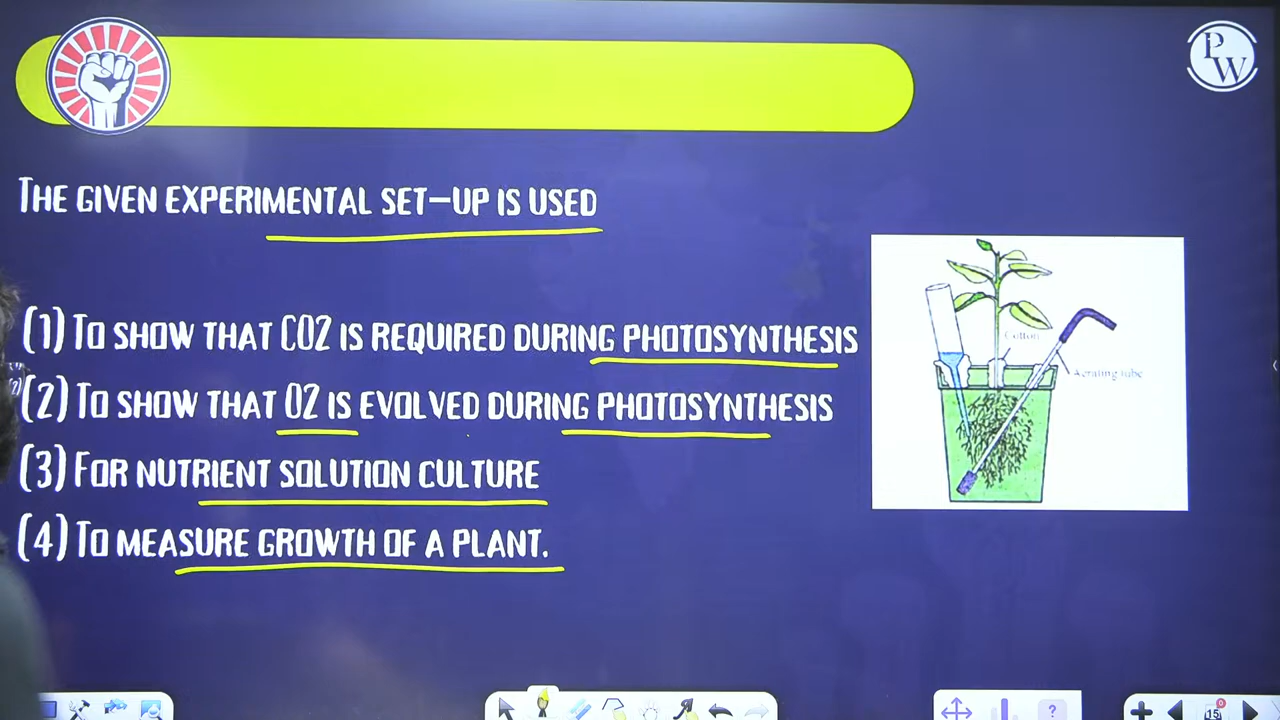 PW
THE GIVEN EXPERIMENTAL SET-UP IS USED
(1) TO SHOW THAT CO2 IS REQUIRED DURING PHOTOSYNTHESIS
(2) TO SHOW THAT O2 IS EVOLVED DURING PHOTOSYNTHESIS
(3) FOR NUTRIENT SOLUTION CULTURE
(4) TO MEASURE GROWTH OF A PLANT.
Cotton
Aerating tube
?
15